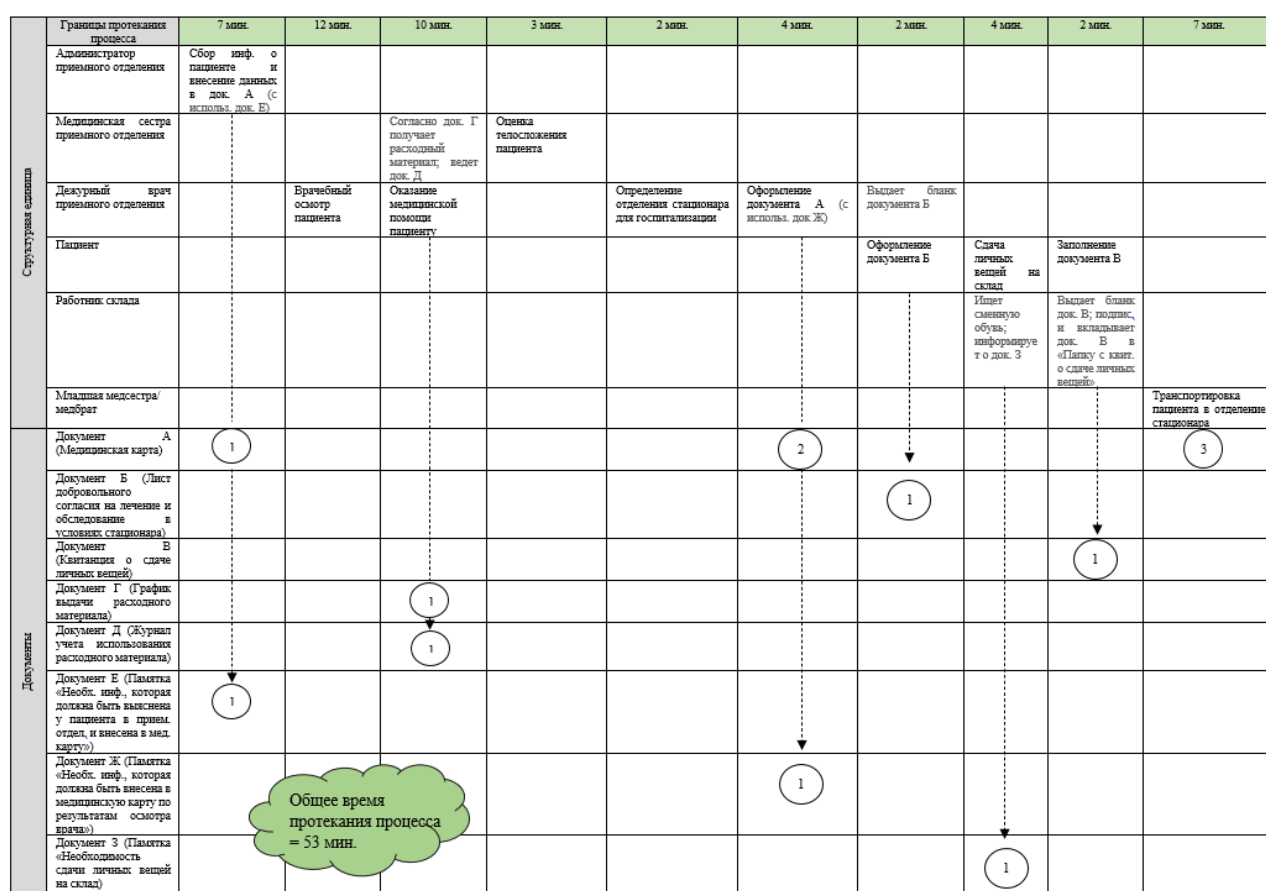 Границы протекания
процесса
7 мин.
12 мин.
10 мин.
3 мин.
2 мин.
4 мин.
2 мин.
4 мин.
2 мин.
7 мин.
Структурная единица
Администратор
приемного отделения
Сбор инф. о
пациенте и
внесение данных
в док. А (с
использ. док. Е)
Медицинская сестра
приемного отделения
Согласно док. Г
получает
расходный
материал; ведет
док. Д
Оценка
телосложения
пациента
Дежурный врач
приемного отделения
Врачебный
осмотр
пациента
Оказание
медицинской
помощи
пациенту
Определение
отделения стационара
для госпитализации
Оформление
документа А (с
использ. док Ж)
Выдает бланк
документа Б
Пациент
Оформление
документа Б
Сдача
личных
вещей на
склад
Заполнение
документа В
Работник склада
Ищет
сменную
обувь;
информируе
т о док. З
Выдает бланк
док. В; подпис,
и вкладывает
док. В в
«Папку с квит.
о сдаче личных
вещей»
Младшая медсестра/
медбрат
Транспортировка
пациента в отделение
стационара
Документы
Документ А
(Медицинская карта)
1
2
3
Документ Б (Лист
добровольного
согласия на лечение и
обследование в
условиях стационара)
1
Документ В
(Квитанция о сдаче
личных вещей)
1
Документ Г (График
выдачи расходного
материала)
1
Документ Д (Журнал
учета использования
расходного материала)
1
Документ Е (Памятка
«Необх. инф., которая
должна быть выяснена
у пациента в прием.
отдел, и внесена в мед.
карту»)
1
Документ Ж (Памятка
«Необх. инф., которая
должна быть внесена в
медицинскую карту по
результатам осмотра
врача»)
1
Общее время
протекания процесса
= 53 мин.
Документ З (Памятка
«Необходимость
сдачи личных вещей
на склад)
1